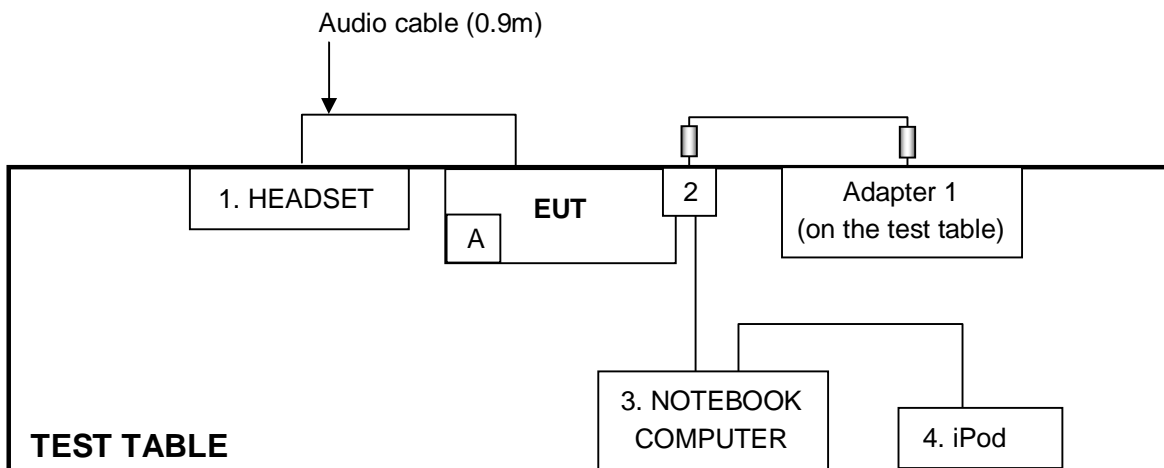 Audio cable (0.9m)
1. HEADSET
EUT
A
2
Adapter 1
(on the test table)
3. NOTEBOOK
COMPUTER
4. iPod
TEST TABLE